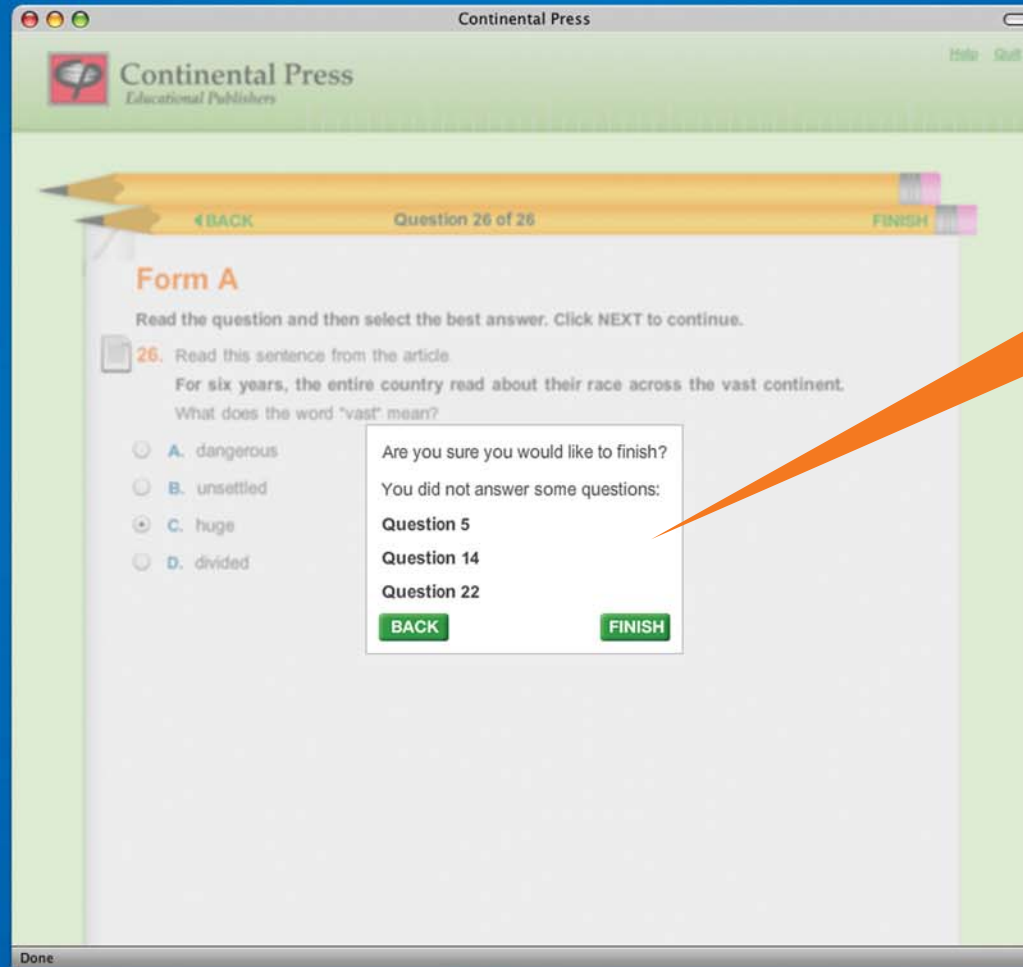 Continental Press
Continental Press
Educational Publishers
Help Quit
BACK Question 26 of 26 FINISH
Form A
Read the question and then select the best answer. Click NEXT to continue.
26. Read this sentence from the article.
For six years, the entire country read about their race across the vast continent.
What does the word "vast" mean?
A. dangerous
B. unsettled
C. huge
D. divided
Are you sure you would like to finish?
You did not answer some questions:
Question 5
Question 14
Question 22
BACK FINISH
Done